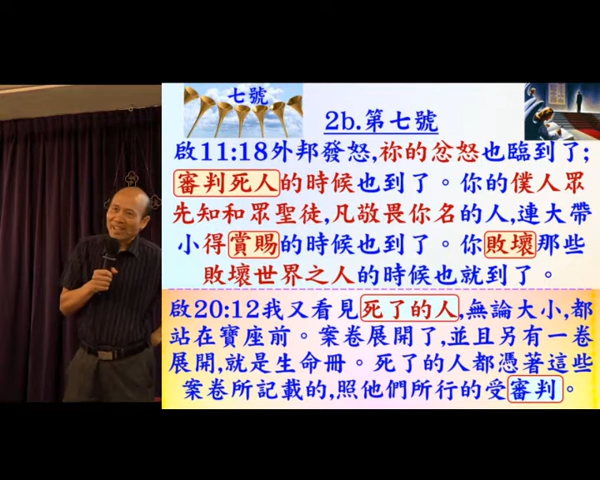 七號
2b.第七號
啟11:18外邦發怒,祢的忿怒也臨到了;
審判死人的時候也到了。你的僕人眾
先知和眾聖徒,凡敬畏你名的人,連大帶
小得賞賜的時候也到了。你敗壞那些
敗壞世界之人的時候也就到了。
啟20:12我又看見死了的人,無論大小,都
站在寶座前。案卷展開了,並且另有一卷
展開,就是生命冊。死了的人都憑著這些
案卷所記載的,照他們所行的受審判。